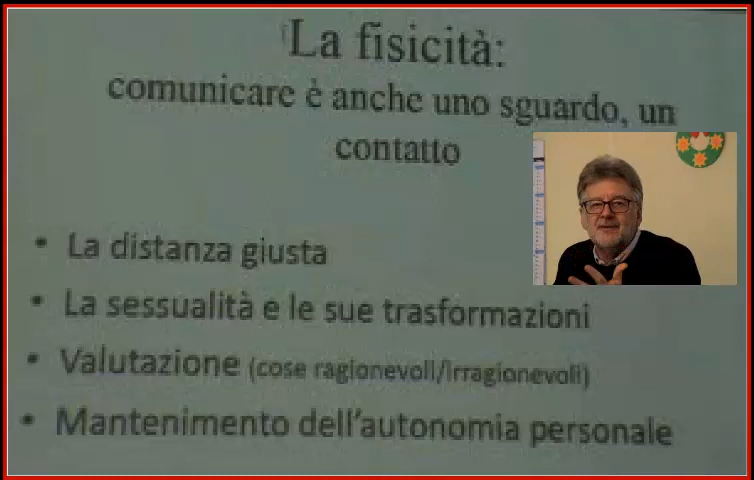 La fisicità:
comunicare è anche uno sguardo, un
contatto
• La distanza giusta
• La sessualità e le sue trasformazioni
• Valutazione (cose ragionevoli/irragionevoli)
• Mantenimento dell'autonomia personale